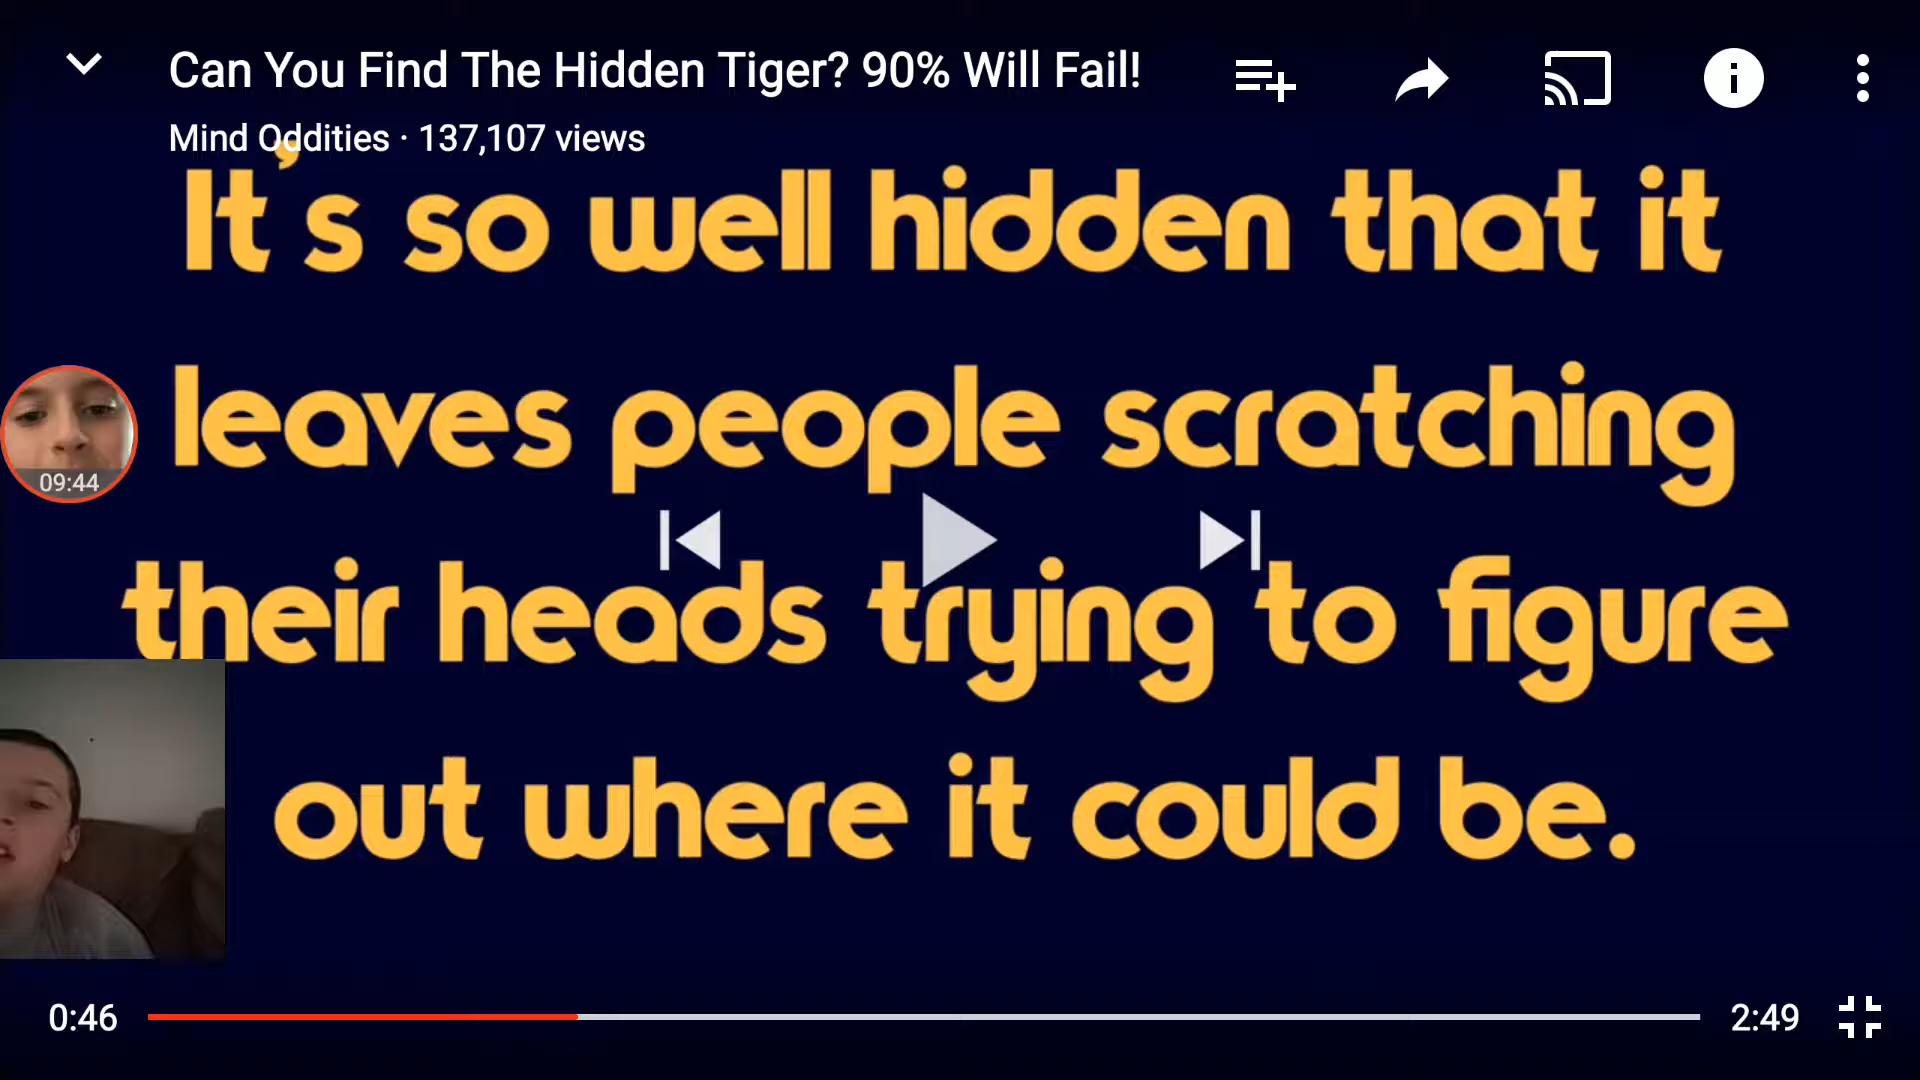 Can You Find The Hidden Tiger? 90% Will Fail!
Mind Oddities · 137,107 views
It's so well hidden that it
leaves people scratching
their heads trying to figure
out where it could be.
09:44
0:46
2:49